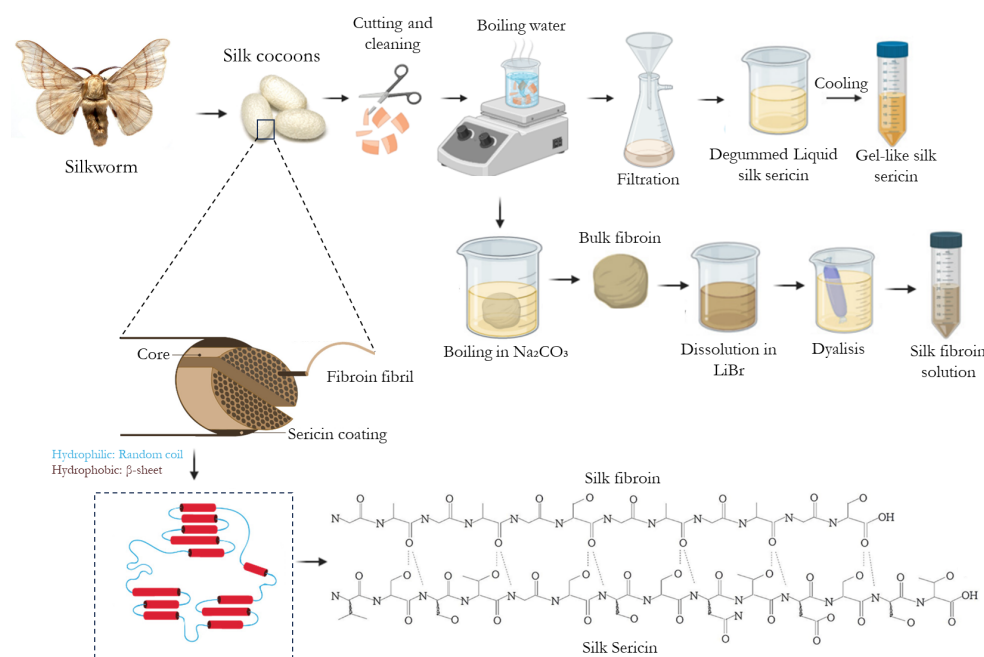 Cutting and
cleaning
Boiling water
Silk cocoons
Cooling
Silkworm
Filtration
Degummed Liquid
silk sericin
Gel-like silk
sericin
Bulk fibroin
Boiling in Na₂CO₃
Dissolution in
LiBr
Dyalisis
Silk fibroin
solution
Core
Fibroin fibril
Sericin coating
Hydrophilic: Random coil
Hydrophobic: β-sheet
Silk fibroin
O O O O O O O O
N N N N N N N N N N N N OH
O O O O O O
O O O O O O O O
N N N N N N N N N N N N N N OH
O O O O O O O
O N O O O O
O O
Silk Sericin